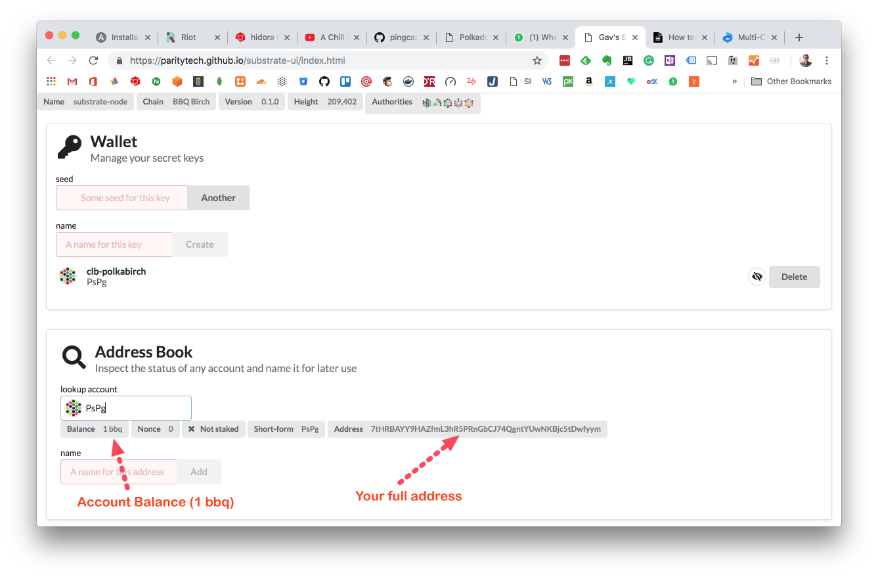 Installa
Riot
hidora
A Chill
pingca
Polkado
(1) Wha
Gav's S
How to
Multi-C
https://paritytech.github.io/substrate-ui/index.html
Other Bookmarks
Name substrate-node Chain BBQ Birch Version 0.1.0 Height 209,402 Authorities
Wallet
Manage your secret keys
seed
Some seed for this key Another
name
A name for this key Create
clb-polkabirch
PsPg
Delete
Address Book
Inspect the status of any account and name it for later use
lookup account
PsPg
Balance 1 bbq Nonce 0 Not staked Short-form PsPg Address 7tHRBAYY9HAZfmL3hR5PRnGbCJ74QgntYUwNKBjc5tDwfyym
name
A name for this address Add
Account Balance (1 bbq)
Your full address